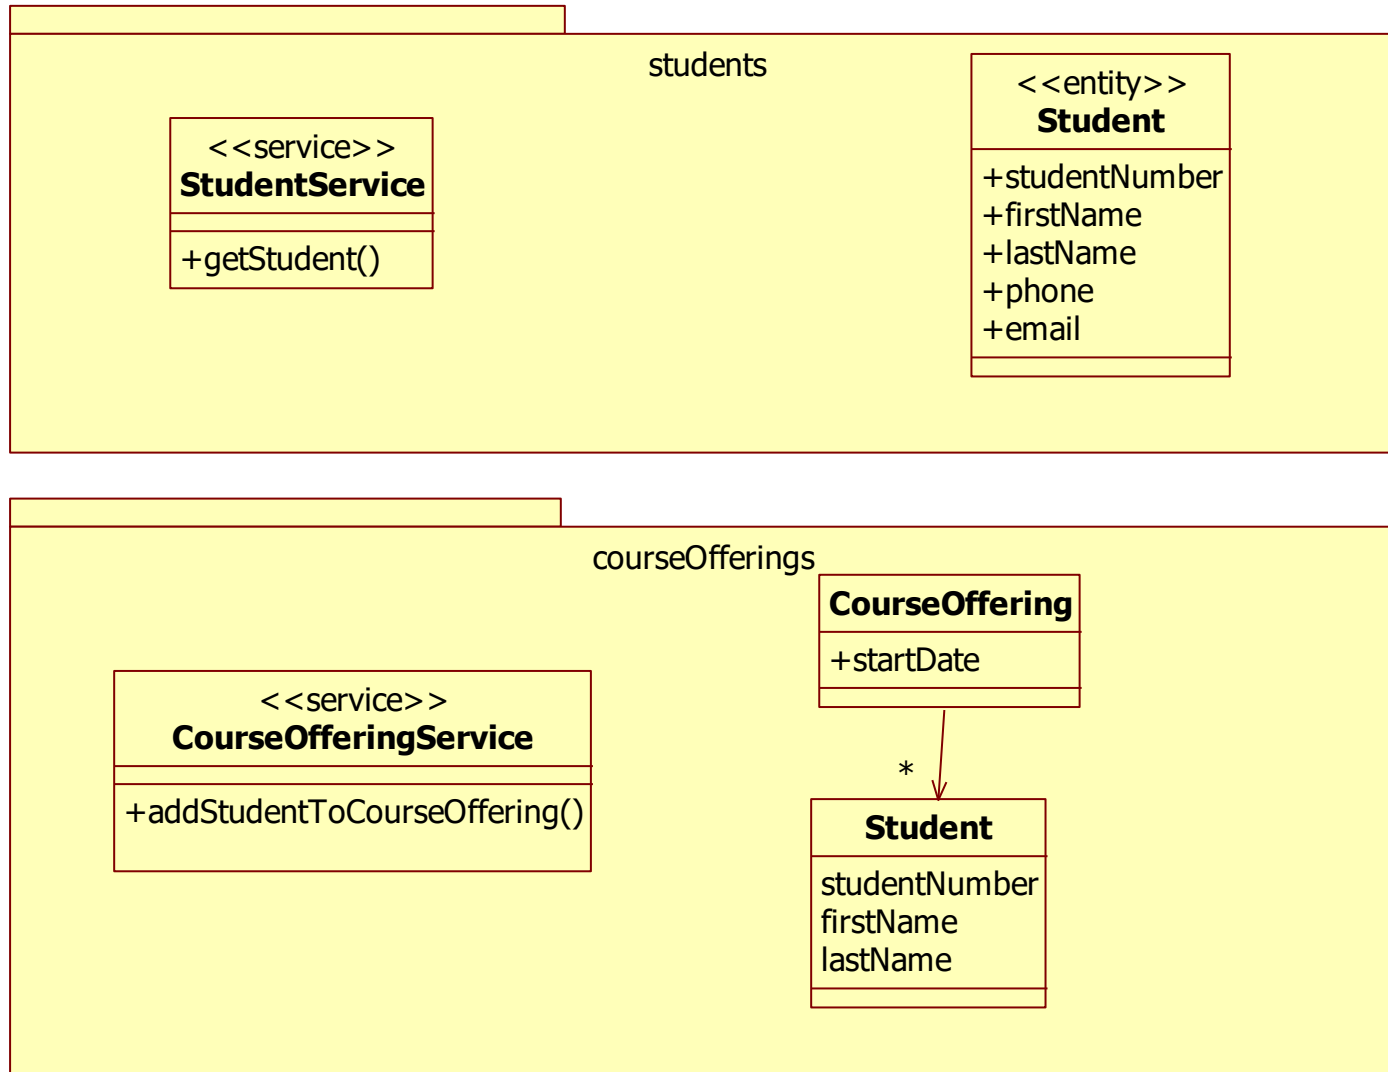 students
<<service>>
StudentService
+getStudent()
<<entity>>
Student
+studentNumber
+firstName
+lastName
+phone
+email
courseOfferings
<<service>>
CourseOfferingService
+addStudentToCourseOffering()
CourseOffering
+startDate
*
Student
studentNumber
firstName
lastName